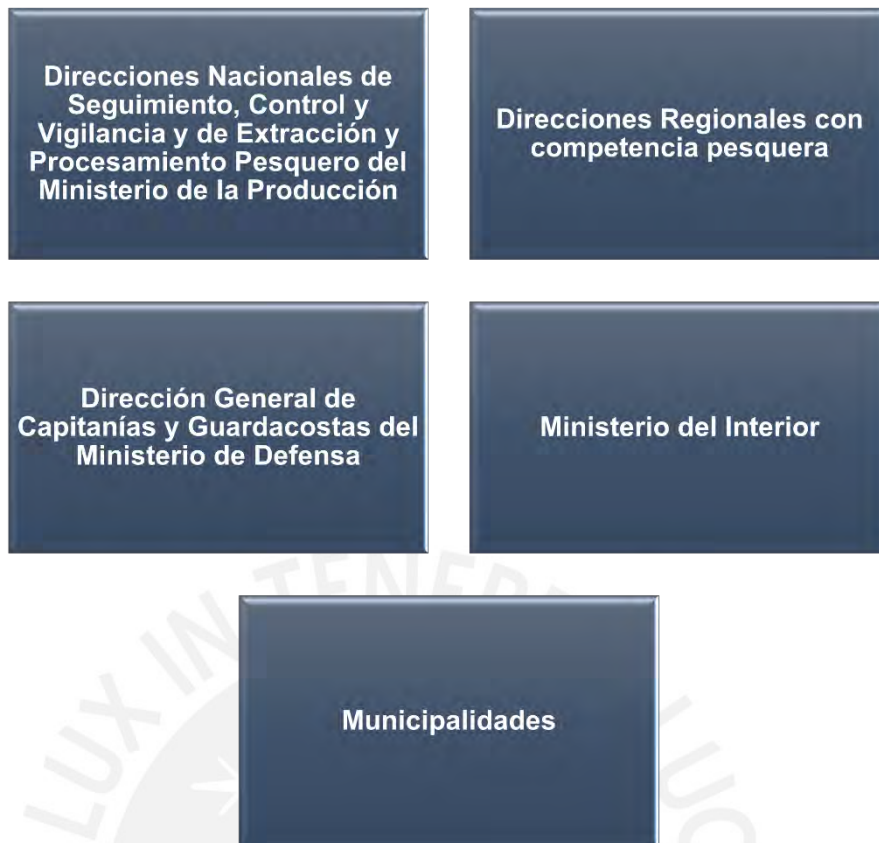 Direcciones Nacionales de
Seguimiento, Control y
Vigilancia y de Extracción y
Procesamiento Pesquero del
Ministerio de la Producción
Direcciones Regionales con
competencia pesquera
Dirección General de
Capitanías y Guardacostas del
Ministerio de Defensa
Ministerio del Interior
Municipalidades